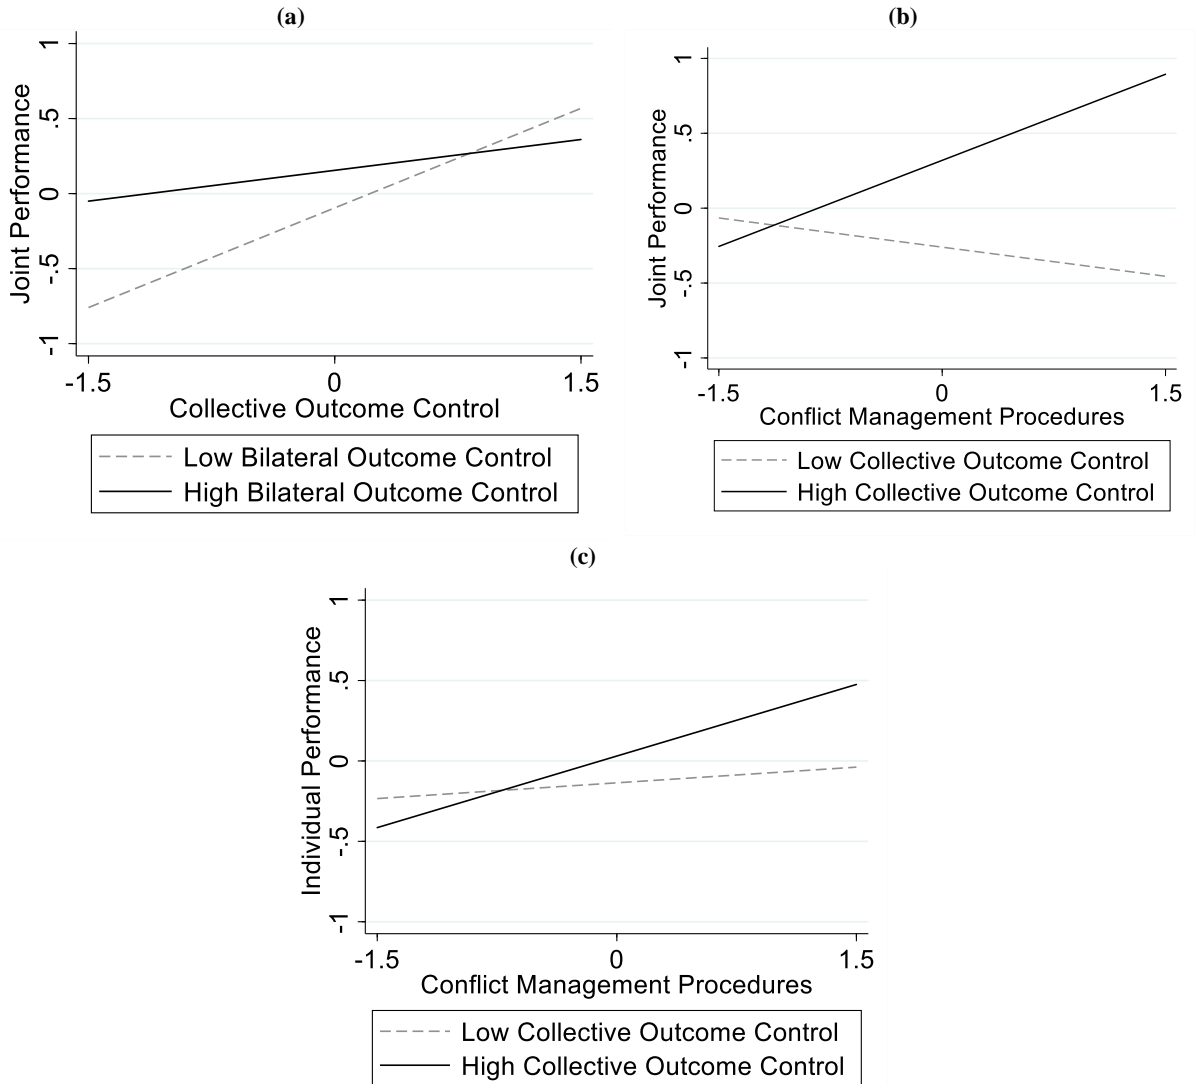 (a)
1
.5
0
-.5
-1
Joint Performance
-1.5 0 1.5
Collective Outcome Control
Low Bilateral Outcome Control
High Bilateral Outcome Control
(b)
1
.5
0
-.5
-1
Joint Performance
-1.5 0 1.5
Conflict Management Procedures
Low Collective Outcome Control
High Collective Outcome Control
(c)
1
.5
0
-.5
-1
Individual Performance
-1.5 0 1.5
Conflict Management Procedures
Low Collective Outcome Control
High Collective Outcome Control